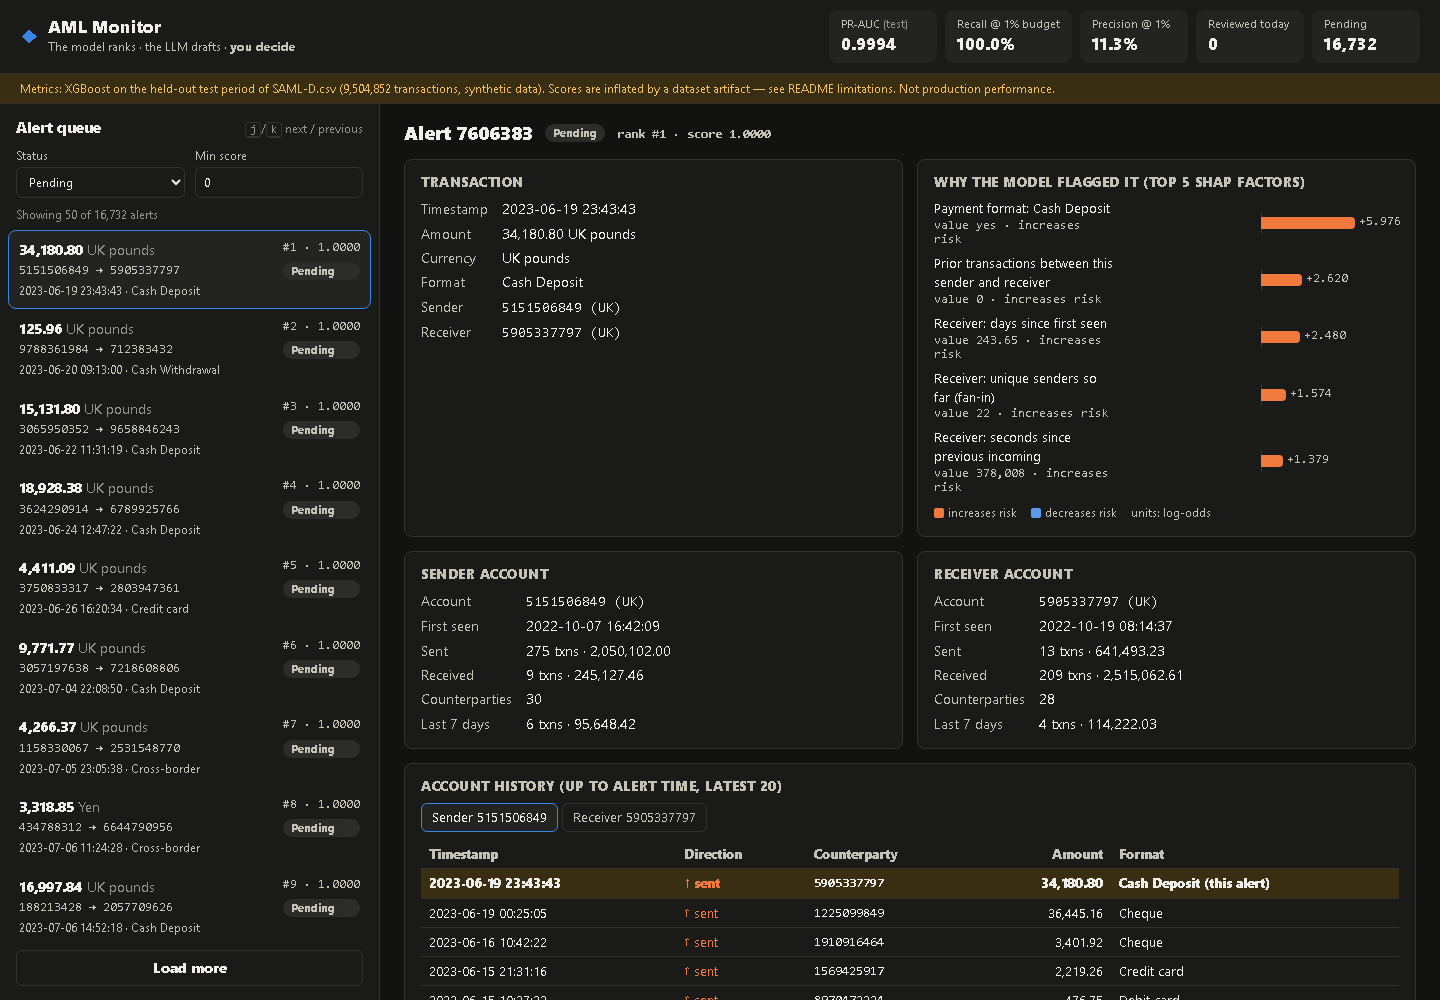 AML Monitor
The model ranks · the LLM drafts · you decide
PR-AUC (test)
0.9994
Recall @ 1% budget
100.0%
Precision @ 1%
11.3%
Reviewed today
0
Pending
16,732
Metrics: XGBoost on the held-out test period of SAML-D.csv (9,504,852 transactions, synthetic data). Scores are inflated by a dataset artifact — see README limitations. Not production performance.
Alert queue
j / k next / previous
Status
Min score
Pending
0
Showing 50 of 16,732 alerts
34,180.80 UK pounds
#1 · 1.0000
5151506849 → 5905337797
Pending
2023-06-19 23:43:43 · Cash Deposit
125.96 UK pounds
#2 · 1.0000
9788361984 → 712383432
Pending
2023-06-20 09:13:00 · Cash Withdrawal
15,131.80 UK pounds
#3 · 1.0000
3065950352 → 9658846243
Pending
2023-06-22 11:31:19 · Cash Deposit
18,928.38 UK pounds
#4 · 1.0000
3624290914 → 6789925766
Pending
2023-06-24 12:47:22 · Cash Deposit
4,411.09 UK pounds
#5 · 1.0000
3750833317 → 2803947361
Pending
2023-06-26 16:20:34 · Credit card
9,771.77 UK pounds
#6 · 1.0000
3057197638 → 7218608806
Pending
2023-07-04 22:08:50 · Cash Deposit
4,266.37 UK pounds
#7 · 1.0000
1158330067 → 2531548770
Pending
2023-07-05 23:05:38 · Cross-border
3,318.85 Yen
#8 · 1.0000
434788312 → 6644790956
Pending
2023-07-06 11:24:28 · Cross-border
16,997.84 UK pounds
#9 · 1.0000
188213428 → 2057709626
Pending
2023-07-06 14:52:18 · Cash Deposit
Load more
Alert 7606383
Pending
rank #1 · score 1.0000
TRANSACTION
Timestamp 2023-06-19 23:43:43
Amount 34,180.80 UK pounds
Currency UK pounds
Format Cash Deposit
Sender 5151506849 (UK)
Receiver 5905337797 (UK)
WHY THE MODEL FLAGGED IT (TOP 5 SHAP FACTORS)
Payment format: Cash Deposit
value yes · increases
risk
+5.976
Prior transactions between this
sender and receiver
value 0 · increases risk
+2.620
Receiver: days since first seen
value 243.65 · increases
risk
+2.480
Receiver: unique senders so
far (fan-in)
value 22 · increases risk
+1.574
Receiver: seconds since
previous incoming
value 378,008 · increases
risk
+1.379
increases risk decreases risk units: log-odds
SENDER ACCOUNT
Account 5151506849 (UK)
First seen 2022-10-07 16:42:09
Sent 275 txns · 2,050,102.00
Received 9 txns · 245,127.46
Counterparties 30
Last 7 days 6 txns · 95,648.42
RECEIVER ACCOUNT
Account 5905337797 (UK)
First seen 2022-10-19 08:14:37
Sent 13 txns · 641,493.23
Received 209 txns · 2,515,062.61
Counterparties 28
Last 7 days 4 txns · 114,222.03
ACCOUNT HISTORY (UP TO ALERT TIME, LATEST 20)
Sender 5151506849
Receiver 5905337797
Timestamp Direction Counterparty Amount Format
2023-06-19 23:43:43 ↑ sent 5905337797 34,180.80 Cash Deposit (this alert)
2023-06-19 00:25:05 ↑ sent 1225099849 36,445.16 Cheque
2023-06-16 10:42:22 ↑ sent 1910916464 3,401.92 Cheque
2023-06-15 21:31:16 ↑ sent 1569425917 2,219.26 Credit card